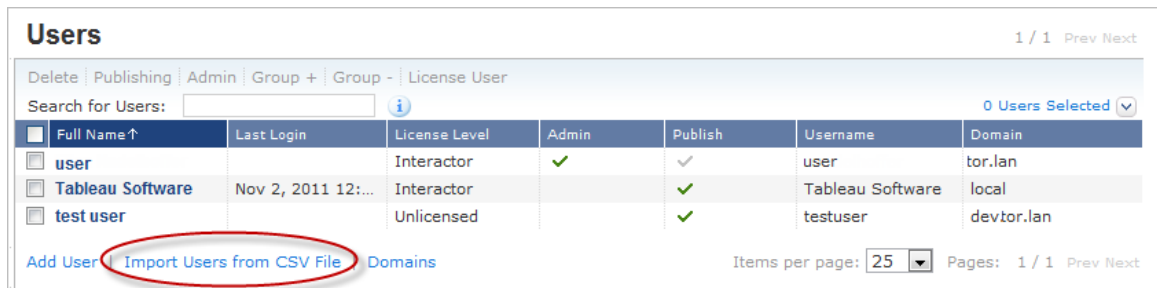 Users
1 / 1 Prev Next
Delete Publishing Admin Group + Group - License User
Search for Users:
0 Users Selected
Full Name↑ Last Login License Level Admin Publish Username Domain
user Interactor user tor.lan
Tableau Software Nov 2, 2011 12:... Interactor Tableau Software local
test user Unlicensed testuser dev.tor.lan
Add User | Import Users from CSV File | Domains
Items per page: 25 Pages: 1 / 1 Prev Next